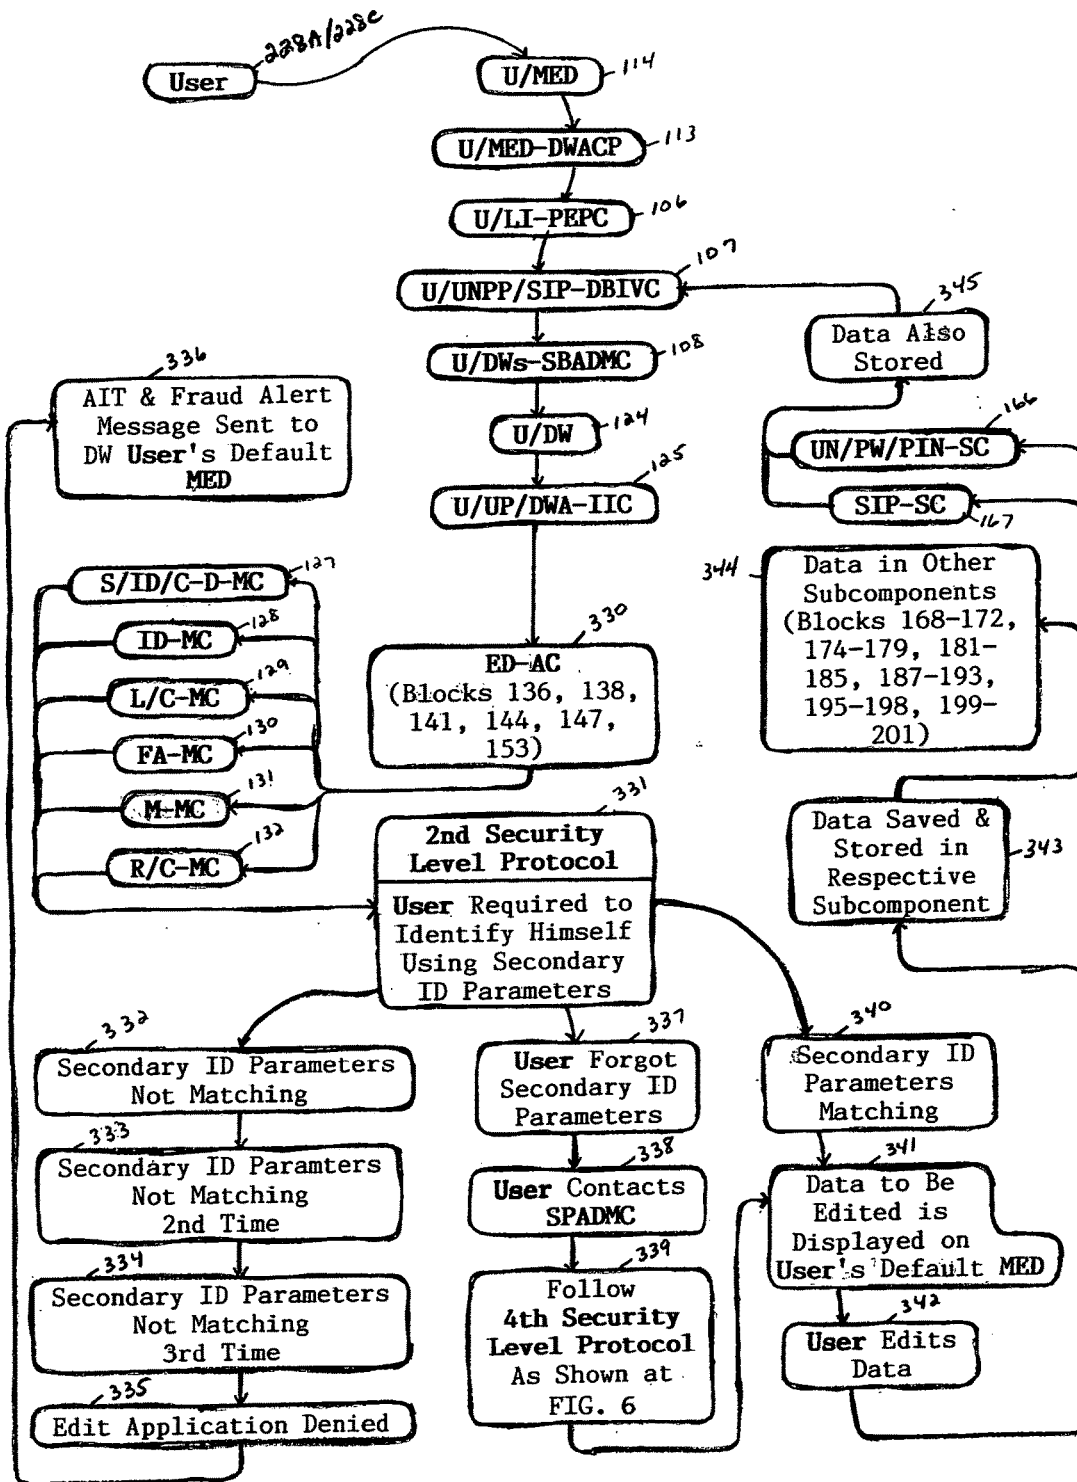 228A/228C
User
U/MED
114
U/MED-DWACP
113
U/LI-PEPC
106
107
U/UNPP/SIP-DBIVC
U/DWs-SBADMC
108
U/DW
124
125
U/UP/DWA-IIC
345
Data Also
Stored
336
AIT & Fraud Alert
Message Sent to
DW User's Default
MED
166
UN/PW/PIN-SC
SIP-SC
167
127
S/ID/C-D-MC
128
ID-MC
129
L/C-MC
130
FA-MC
131
M-MC
132
R/C-MC
330
ED-AC
(Blocks 136, 138,
141, 144, 147,
153)
344
Data in Other
Subcomponents
(Blocks 168-172,
174-179, 181-
185, 187-193,
195-198, 199-
201)
331
2nd Security
Level Protocol
User Required to
Identify Himself
Using Secondary
ID Parameters
Data Saved &
Stored in
Respective
Subcomponent
343
332
Secondary ID Parameters
Not Matching
333
Secondary ID Paramters
Not Matching
2nd Time
334
Secondary ID Parameters
Not Matching
3rd Time
335
Edit Application Denied
337
User Forgot
Secondary ID
Parameters
338
User Contacts
SPADMC
339
Follow
4th Security
Level Protocol
As Shown at
FIG. 6
340
Secondary ID
Parameters
Matching
341
Data to Be
Edited is
Displayed on
User's Default MED
342
User Edits
Data